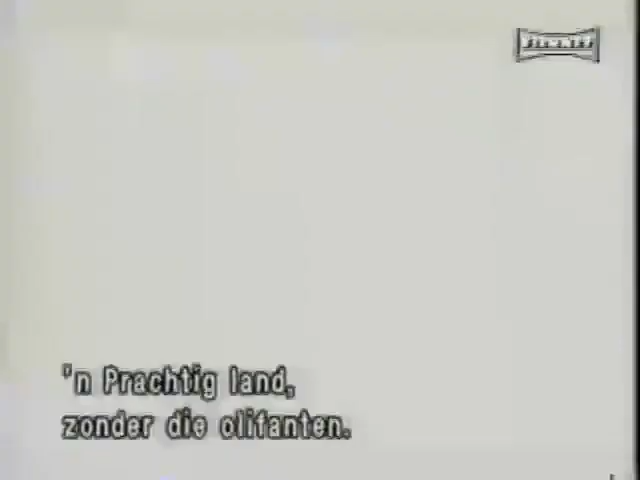 'n Prachtig land,
zonder die olifanten.